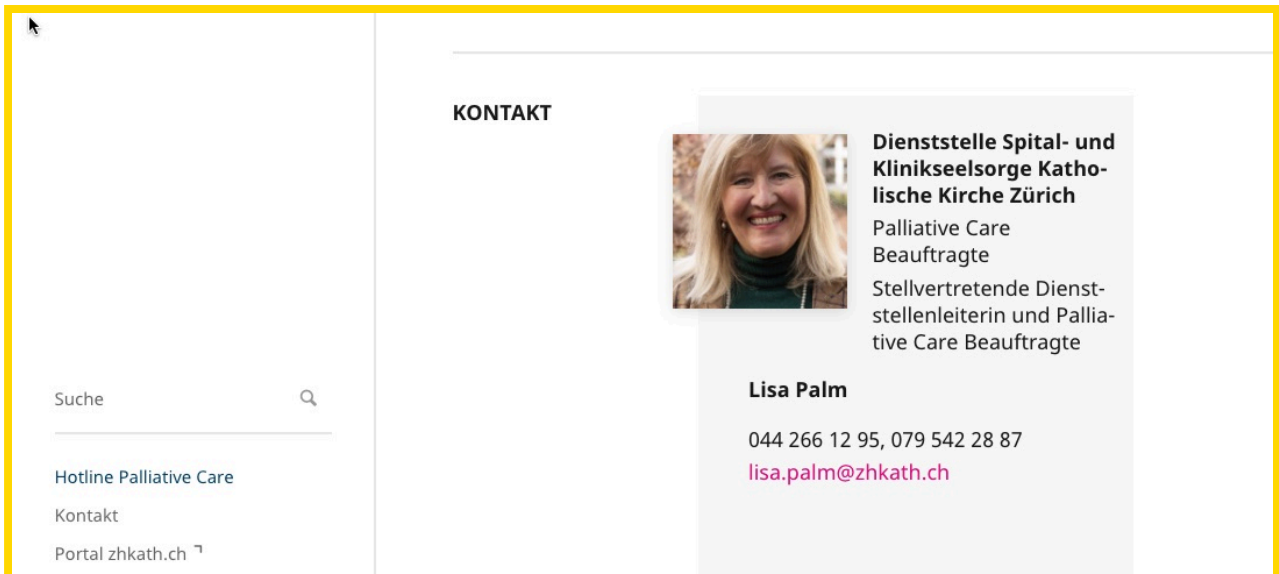 KONTAKT
Dienststelle Spital- und
Klinikseelsorge Katho-
lische Kirche Zürich
Palliative Care
Beauftragte
Stellvertretende Dienst-
stellenleiterin und Pallia-
tive Care Beauftragte
Lisa Palm
044 266 12 95, 079 542 28 87
lisa.palm@zhkath.ch
Suche
Hotline Palliative Care
Kontakt
Portal zhkath.ch